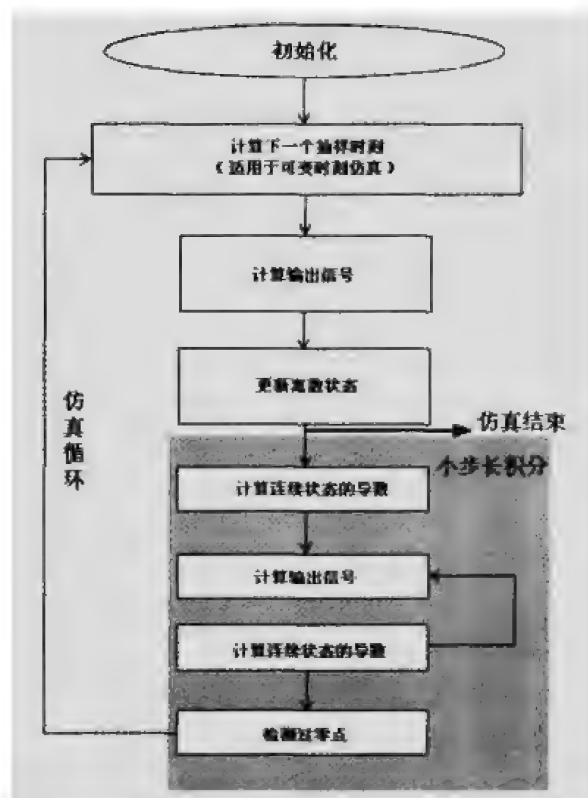 初始化
计算下一个抽样时刻
（适用于可变时刻仿真）
计算输出信号
更新离散状态
仿真结束
仿真循环
小步长积分
计算连续状态的导数
计算输出信号
计算连续状态的导数
检测过零点